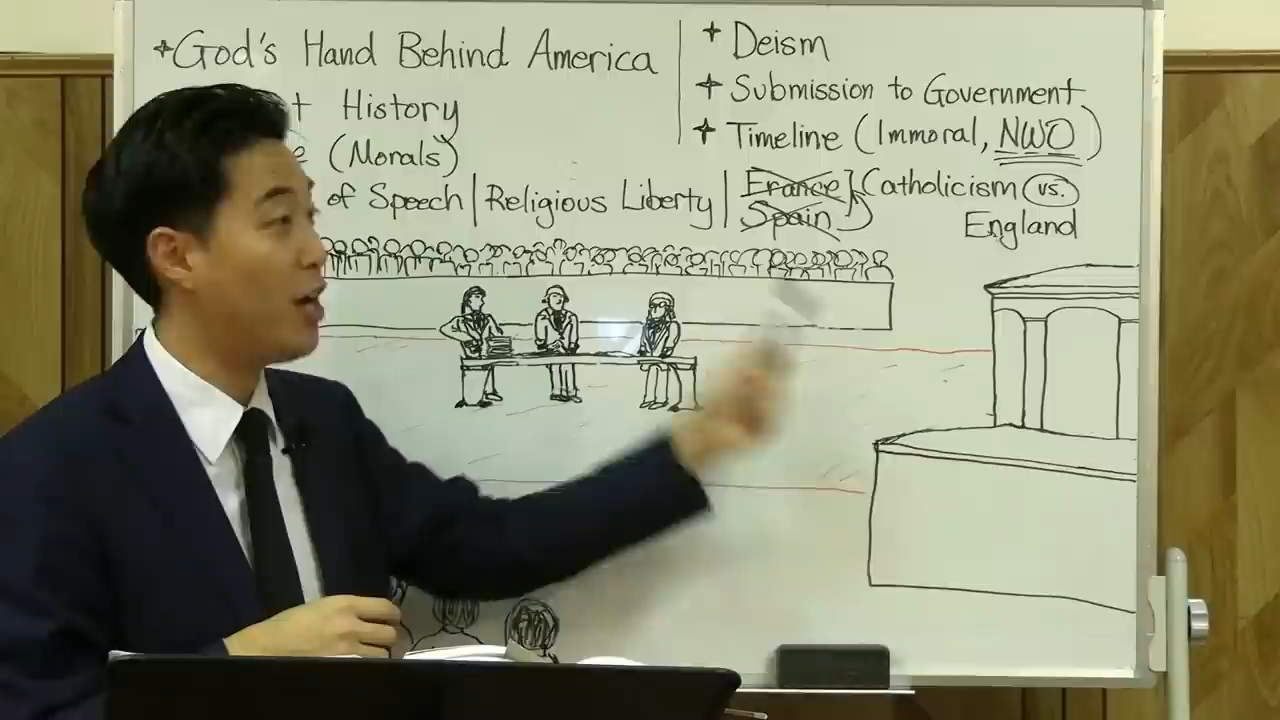 +God's Hand Behind America
t History
e (Morals)
of Speech | Religious Liberty | France
Spain
+ Deism
+ Submission to Government
+ Timeline (Immoral, NWO)
Catholicism vs.
England